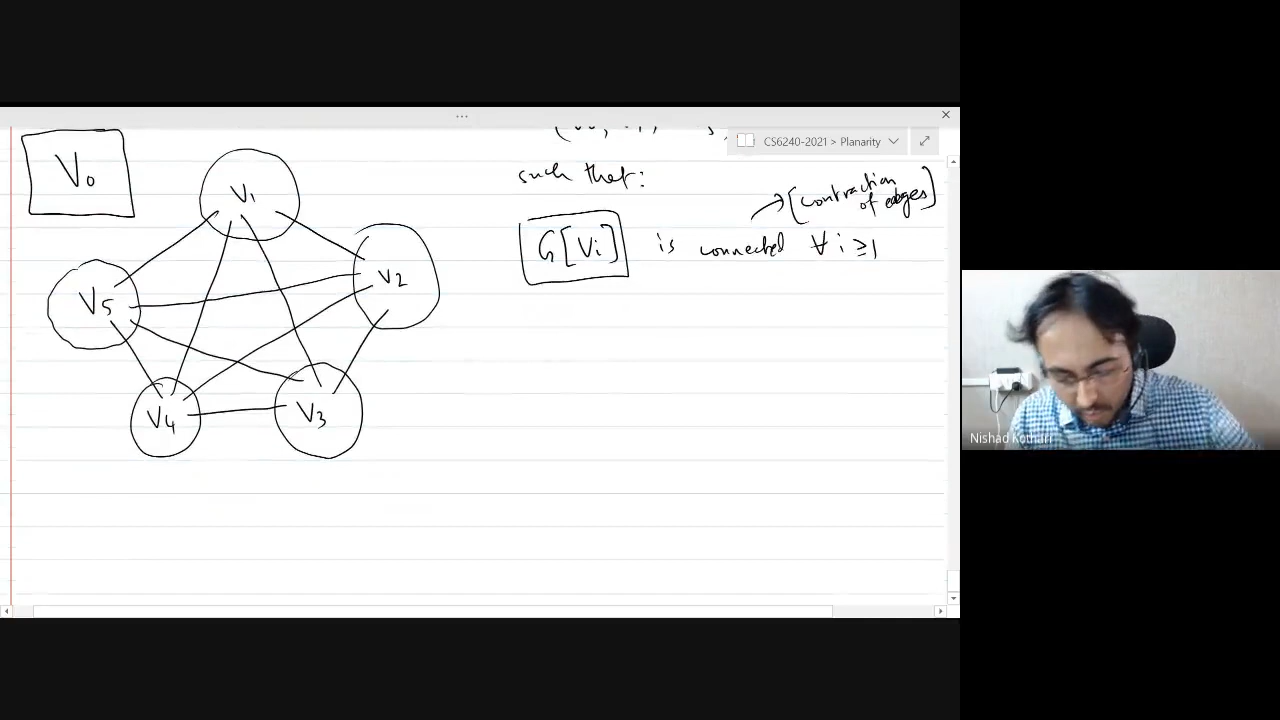 CS6240-2021 > Planarity
such that:
[contraction
of edges]
G[Vi] is connected ∀ i ≥ 1
V0
V1
V2
V5
V4
V3
Nishad Kothari